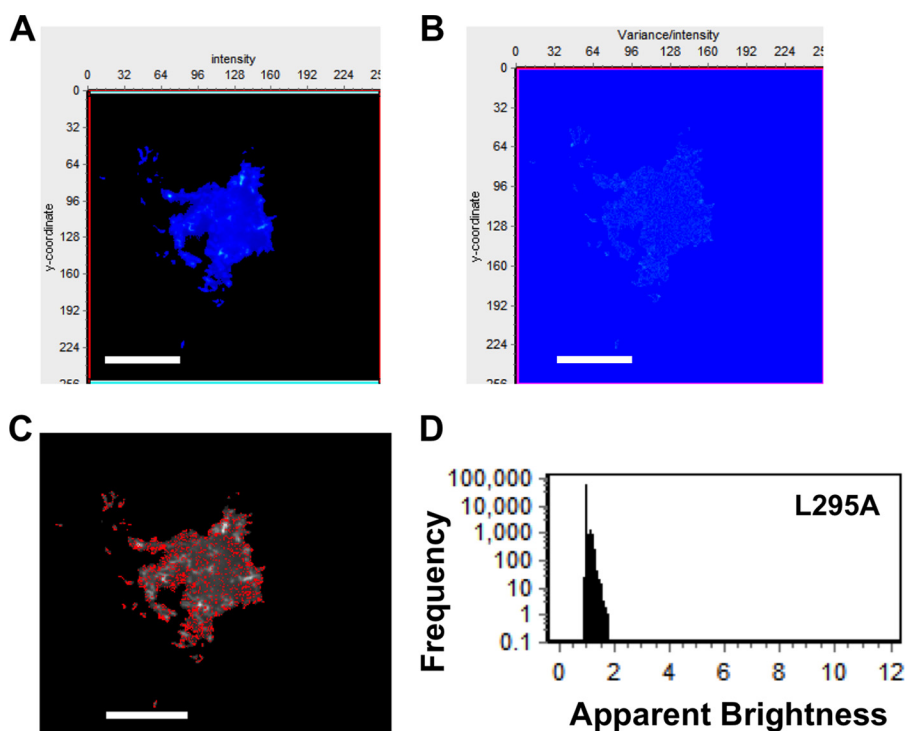 A
intensity
0 32 64 96 128 160 192 224 25
0
32
64
96
128
160
192
224
256
y-coordinate
B
Variance/intensity
0 32 64 96 128 160 192 224 25
0
32
64
96
128
160
192
224
256
y-coordinate
C
D
L295A
100,000
10,000
1,000
100
10
1
0.1
Frequency
0 2 4 6 8 10 12
Apparent Brightness